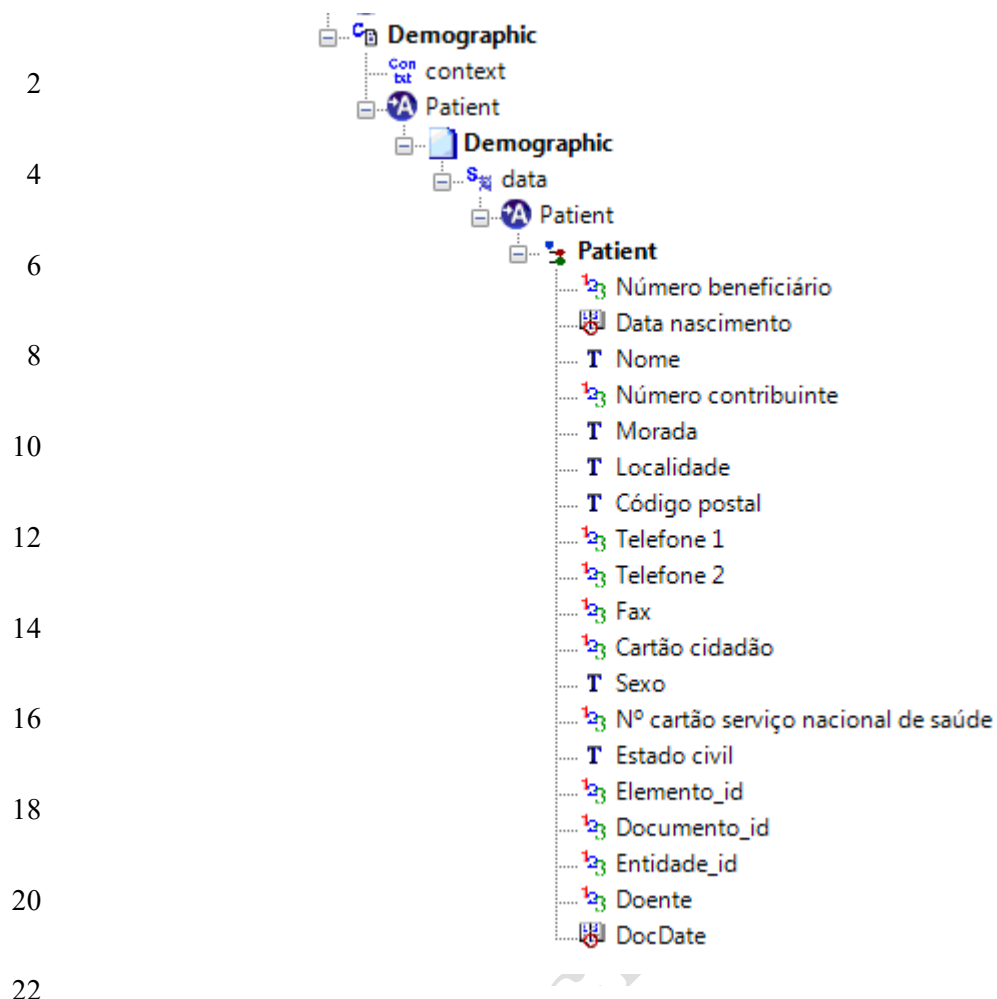 Demographic
2
context
Patient
Demographic
4
data
Patient
6
Patient
Número beneficiário
Data nascimento
8
Nome
Número contribuinte
10
Morada
Localidade
Código postal
12
Telefone 1
Telefone 2
14
Fax
Cartão cidadão
Sexo
16
Nº cartão serviço nacional de saúde
Estado civil
18
Elemento_id
Documento_id
Entidade_id
20
Doente
DocDate
22